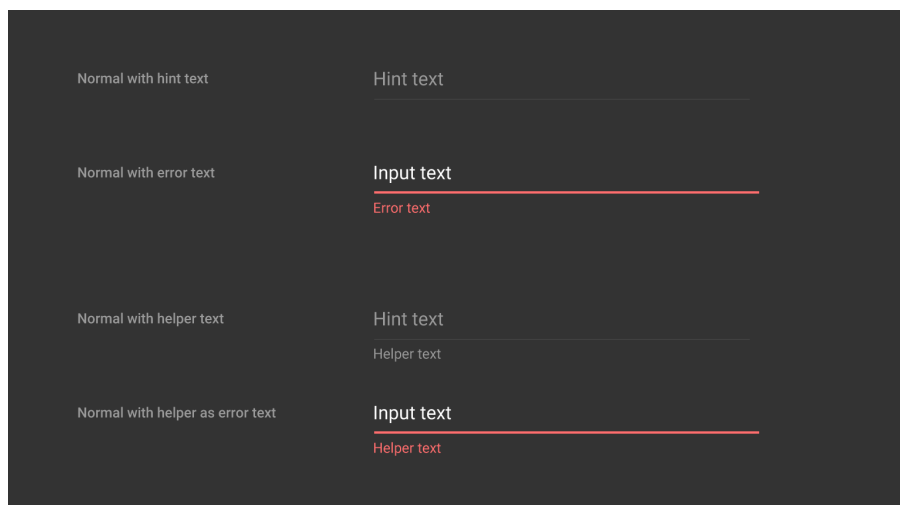 Normal with hint text
Hint text
Normal with error text
Input text
Error text
Normal with helper text
Hint text
Helper text
Normal with helper as error text
Input text
Helper text